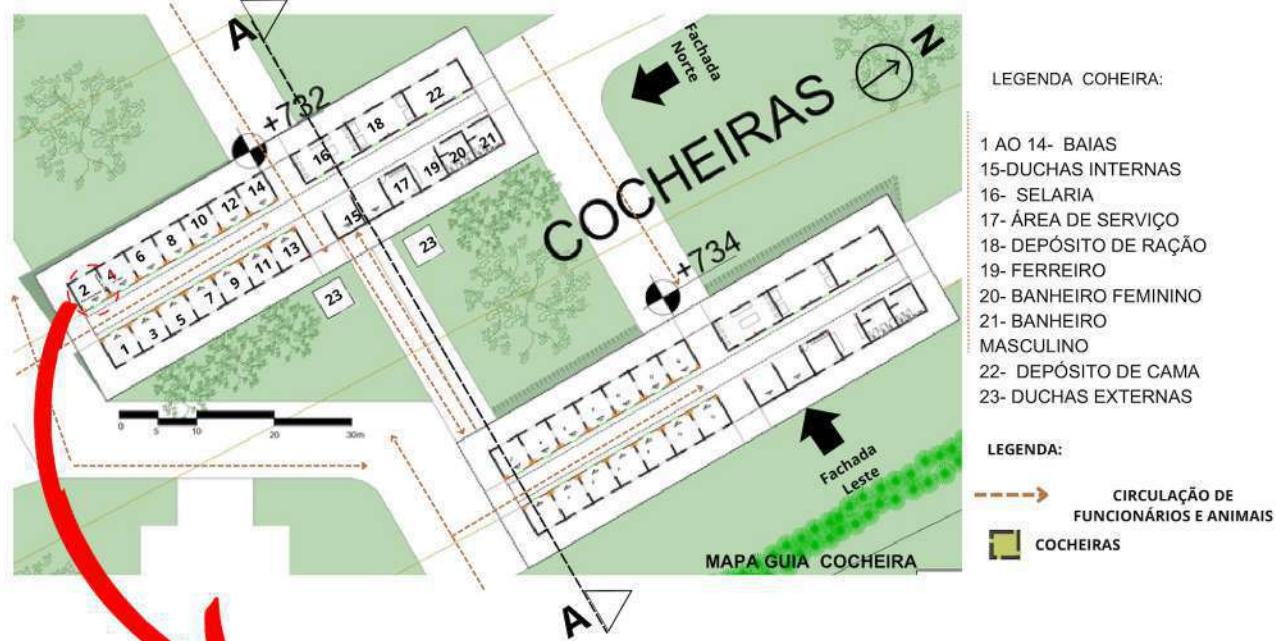 A
Fachada
Norte
N
+732
COCHEIRAS
22
18
16
21
20
19
17
15
14
12
10
8
6
4
2
13
11
9
7
5
3
1
23
23
+734
0 5 10 20 30m
Fachada
Leste
MAPA GUIA COCHEIRA
A
LEGENDA COHEIRA:
1 AO 14- BAIAS
15-DUCHAS INTERNAS
16- SELARIA
17- ÁREA DE SERVIÇO
18- DEPÓSITO DE RAÇÃO
19- FERREIRO
20- BANHEIRO FEMININO
21- BANHEIRO
MASCULINO
22- DEPÓSITO DE CAMA
23- DUCHAS EXTERNAS
LEGENDA:
CIRCULAÇÃO DE
FUNCIONÁRIOS E ANIMAIS
COCHEIRAS